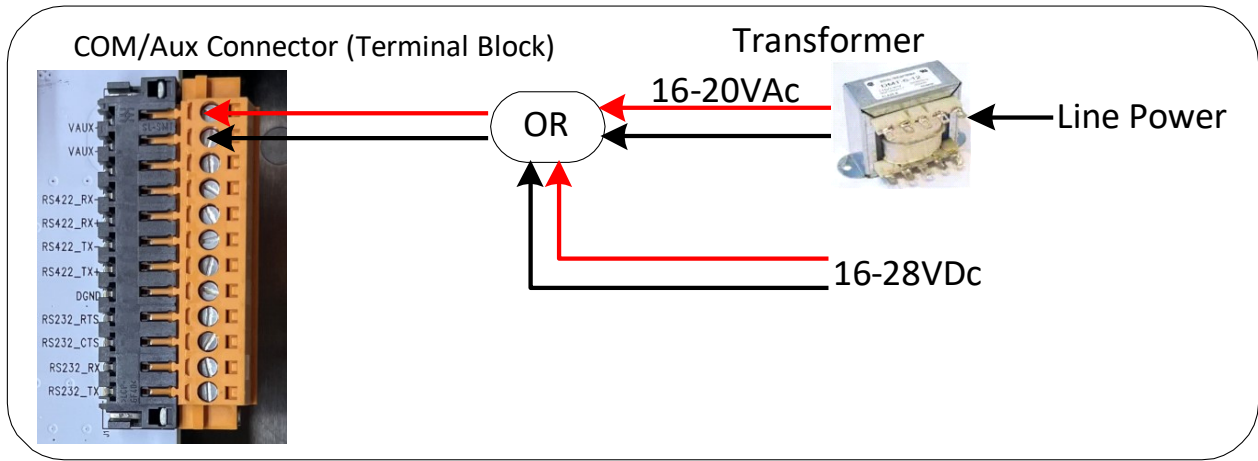 COM/Aux Connector (Terminal Block)
Transformer
16-20VAc
OR
Line Power
16-28VDc
VAUX-
VAUX-
RS422_RX-
RS422_RX+
RS422_TX-
RS422_TX+
DGND
RS232_RTS
RS232_CTS
RS232_RX
RS232_TX